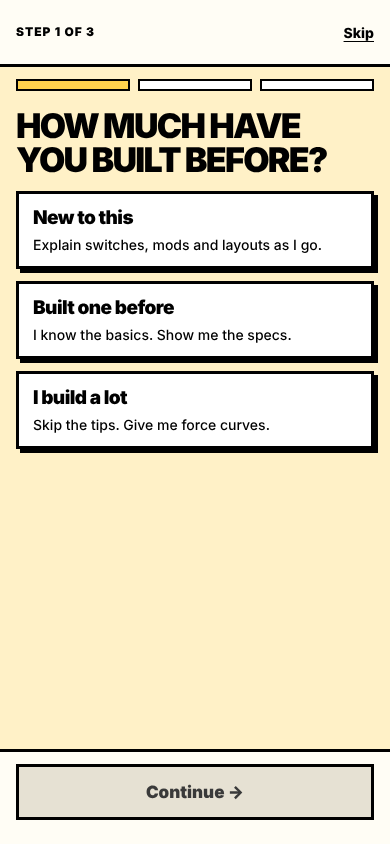 STEP 1 OF 3
Skip
HOW MUCH HAVE
YOU BUILT BEFORE?
New to this
Explain switches, mods and layouts as I go.
Built one before
I know the basics. Show me the specs.
I build a lot
Skip the tips. Give me force curves.
Continue →